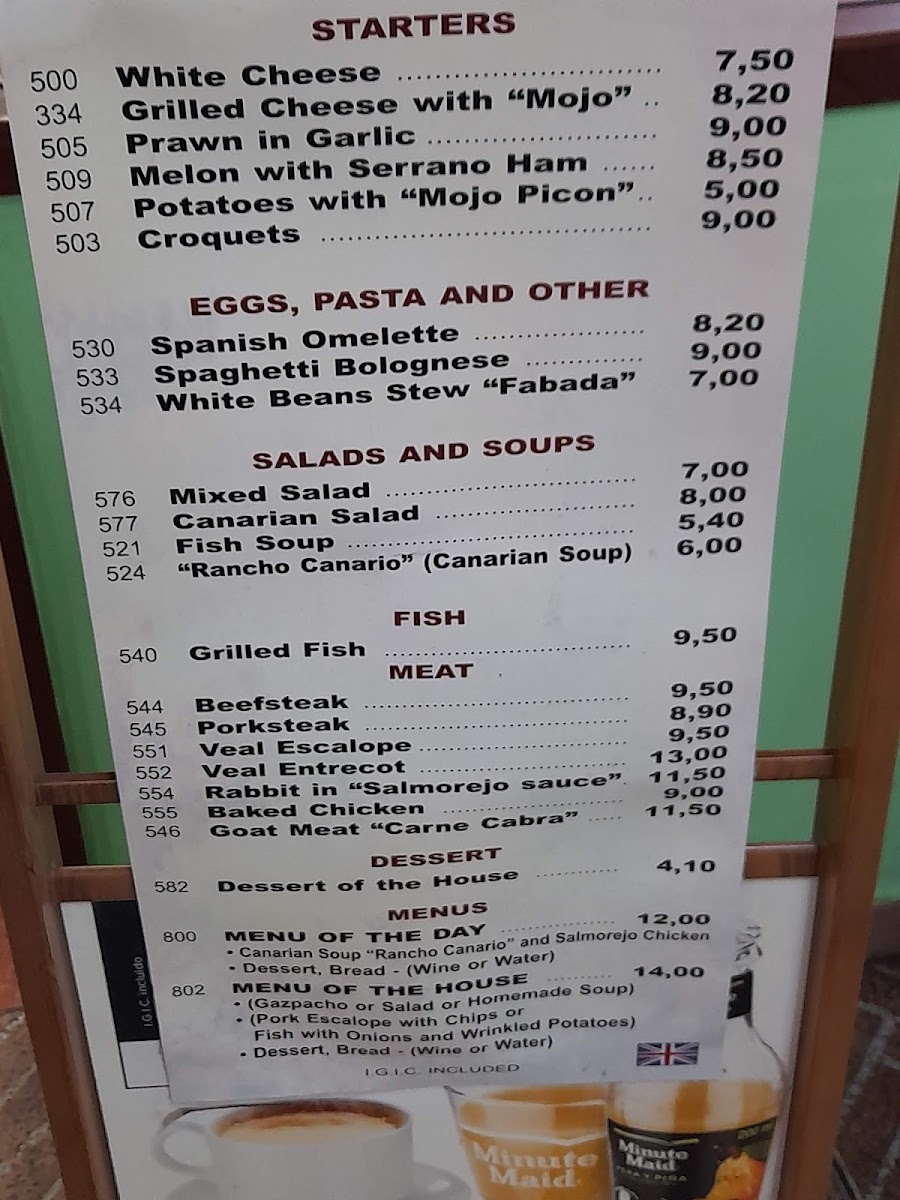 STARTERS
500 White Cheese ........................... 7,50
334 Grilled Cheese with “Mojo” .. 8,20
505 Prawn in Garlic ........................... 9,00
509 Melon with Serrano Ham ...... 8,50
507 Potatoes with “Mojo Picon”.. 5,00
503 Croquets ................................... 9,00
EGGS, PASTA AND OTHER
530 Spanish Omelette .................... 8,20
533 Spaghetti Bolognese .............. 9,00
534 White Beans Stew “Fabada” 7,00
SALADS AND SOUPS
576 Mixed Salad .............................. 7,00
577 Canarian Salad ........................ 8,00
521 Fish Soup .................................. 5,40
524 “Rancho Canario” (Canarian Soup) 6,00
FISH
540 Grilled Fish .............................. 9,50
MEAT
544 Beefsteak ................................. 9,50
545 Porksteak ................................. 8,90
551 Veal Escalope .......................... 9,50
552 Veal Entrecot .......................... 13,00
554 Rabbit in “Salmorejo sauce”. 11,50
555 Baked Chicken ........................ 9,00
546 Goat Meat “Carne Cabra” ..... 11,50
DESSERT
582 Dessert of the House ............ 4,10
MENUS
800 MENU OF THE DAY ................ 12,00
• Canarian Soup “Rancho Canario” and Salmorejo Chicken
• Dessert, Bread - (Wine or Water)
802 MENU OF THE HOUSE .......... 14,00
• (Gazpacho or Salad or Homemade Soup)
• (Pork Escalope with Chips or
Fish with Onions and Wrinkled Potatoes)
• Dessert, Bread - (Wine or Water)
I.G.I.C. INCLUDED
I.G.I.C. incluido
Minute
Maid
Minute
Maid
200 ml